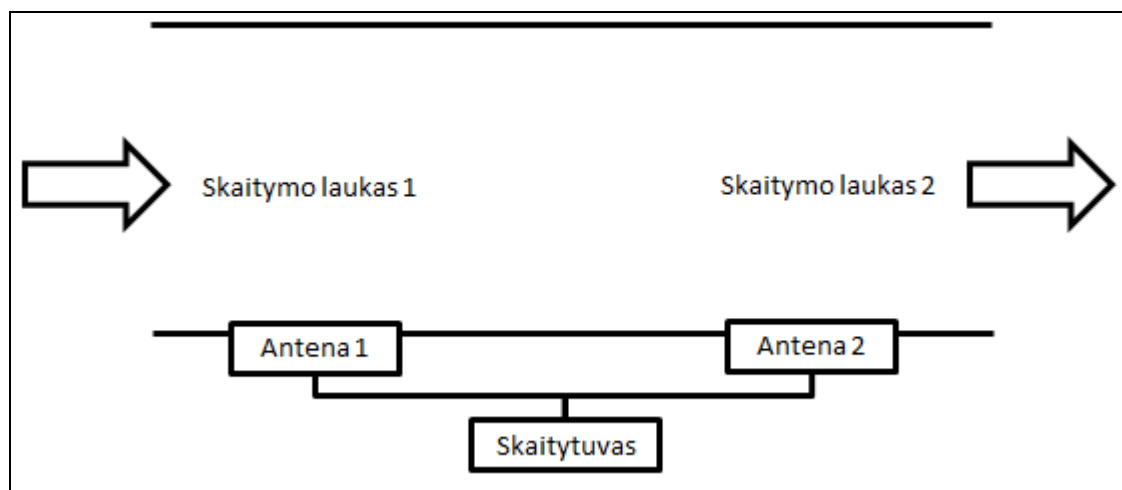 Skaitymo laukas 1
Skaitymo laukas 2
Antena 1
Antena 2
Skaitytuvas